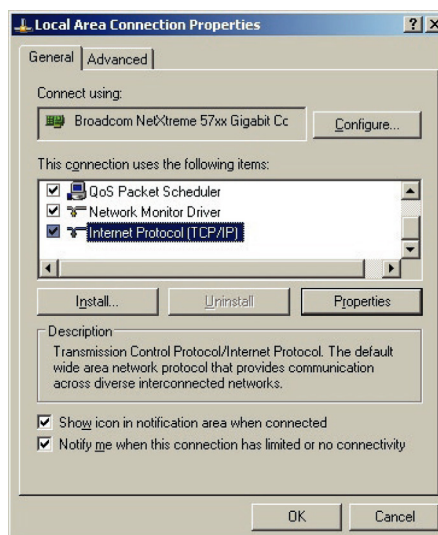 Local Area Connection Properties
General Advanced
Connect using:
Broadcom NetXtreme 57xx Gigabit Cc Configure...
This connection uses the following items:
QoS Packet Scheduler
Network Monitor Driver
Internet Protocol (TCP/IP)
Install... Uninstall Properties
Description
Transmission Control Protocol/Internet Protocol. The default
wide area network protocol that provides communication
across diverse interconnected networks.
Show icon in notification area when connected
Notify me when this connection has limited or no connectivity
OK Cancel